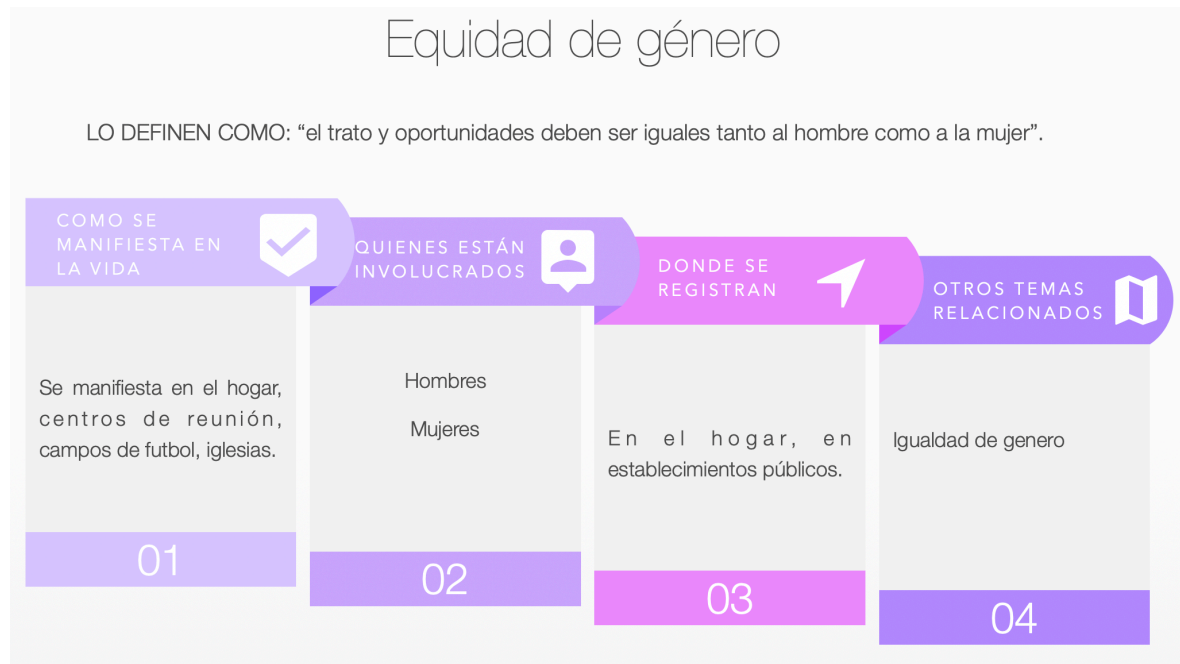 Equidad de género
LO DEFINEN COMO: “el trato y oportunidades deben ser iguales tanto al hombre como a la mujer”.
COMO SE
MANIFIESTA EN
LA VIDA
Se manifiesta en el hogar,
centros de reunión,
campos de futbol, iglesias.
01
QUIENES ESTÁN
INVOLUCRADOS
Hombres
Mujeres
02
DONDE SE
REGISTRAN
En el hogar, en
establecimientos públicos.
03
OTROS TEMAS
RELACIONADOS
Igualdad de genero
04